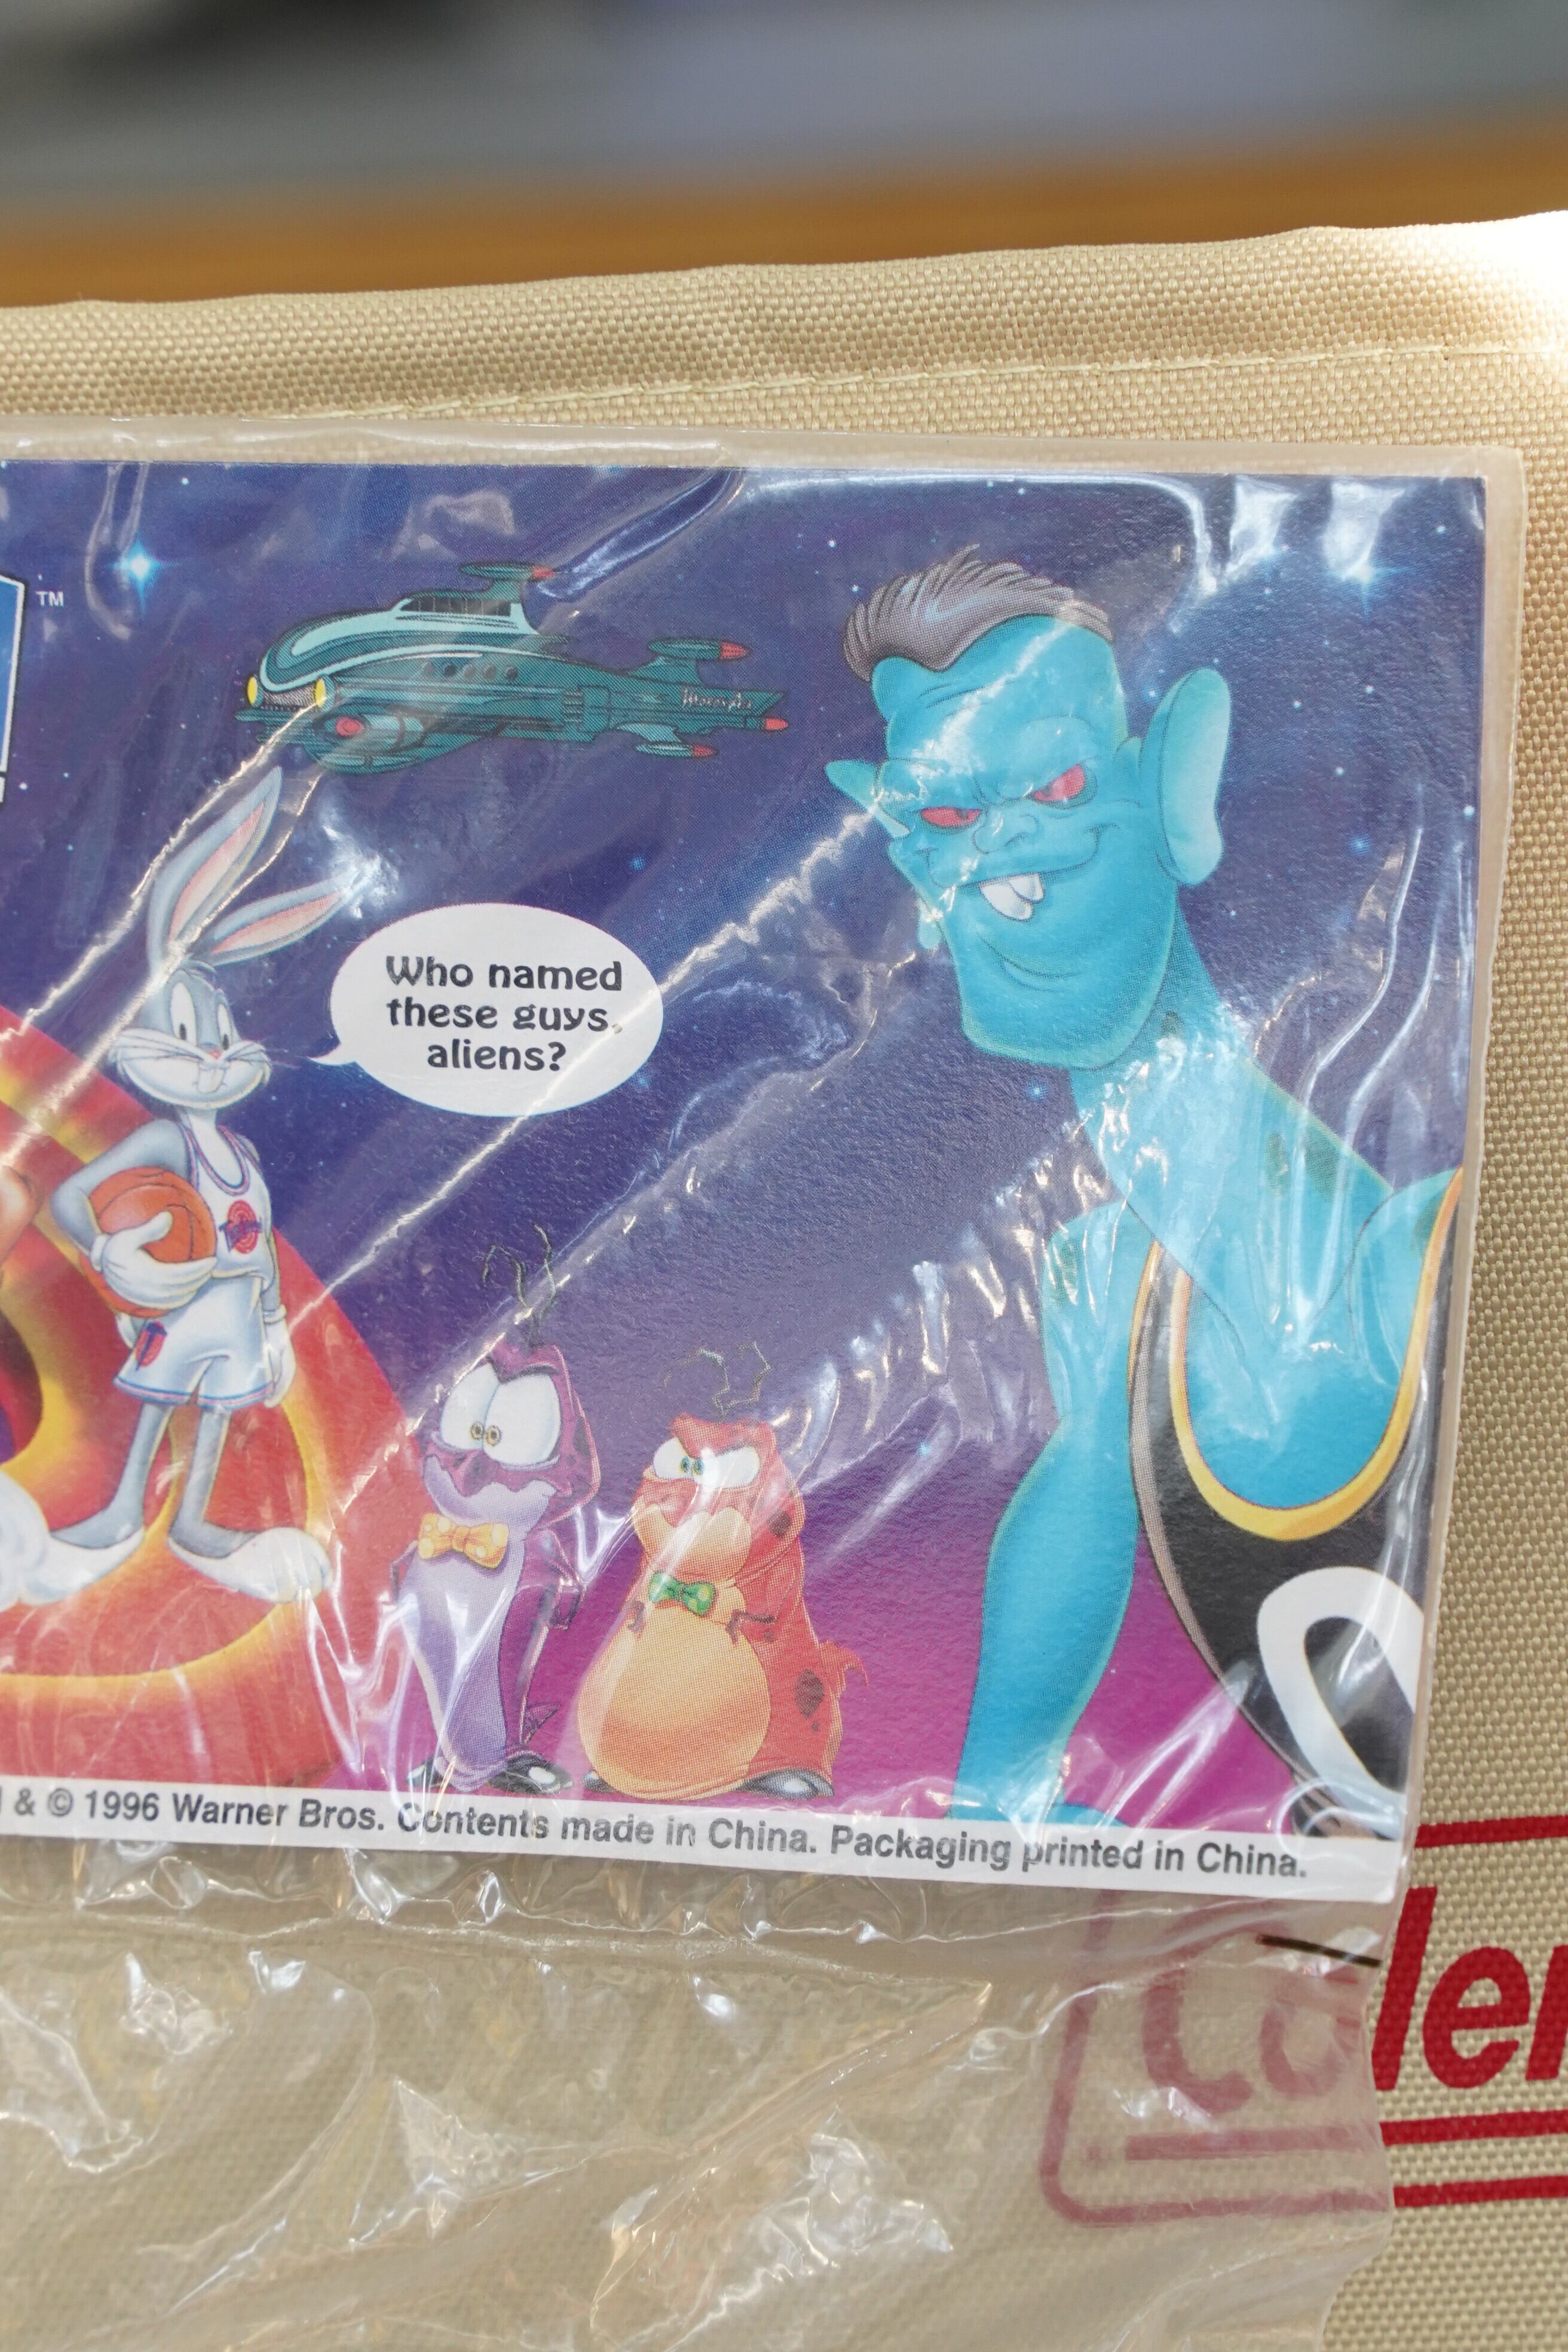 TM
Who named
these guys,
aliens?
& © 1996 Warner Bros. Contents made in China. Packaging printed in China.